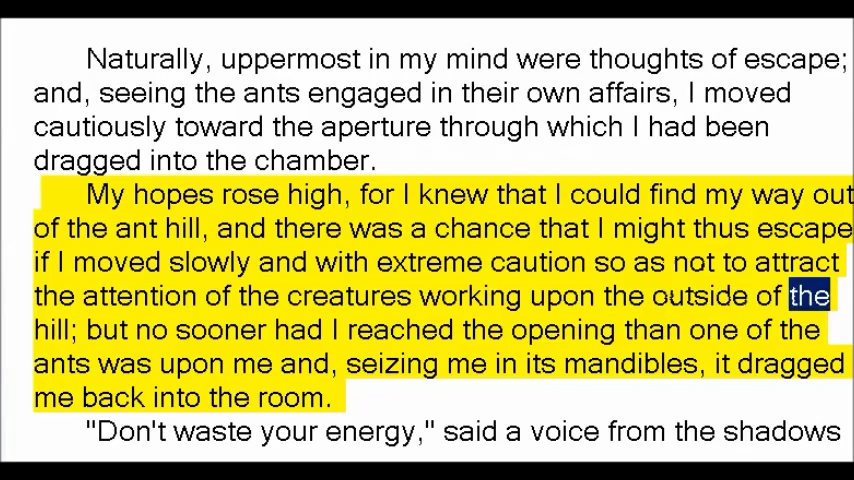 Naturally, uppermost in my mind were thoughts of escape;
and, seeing the ants engaged in their own affairs, I moved
cautiously toward the aperture through which I had been
dragged into the chamber.
My hopes rose high, for I knew that I could find my way out
of the ant hill, and there was a chance that I might thus escape
if I moved slowly and with extreme caution so as not to attract
the attention of the creatures working upon the outside of the
hill; but no sooner had I reached the opening than one of the
ants was upon me and, seizing me in its mandibles, it dragged
me back into the room.
"Don't waste your energy," said a voice from the shadows